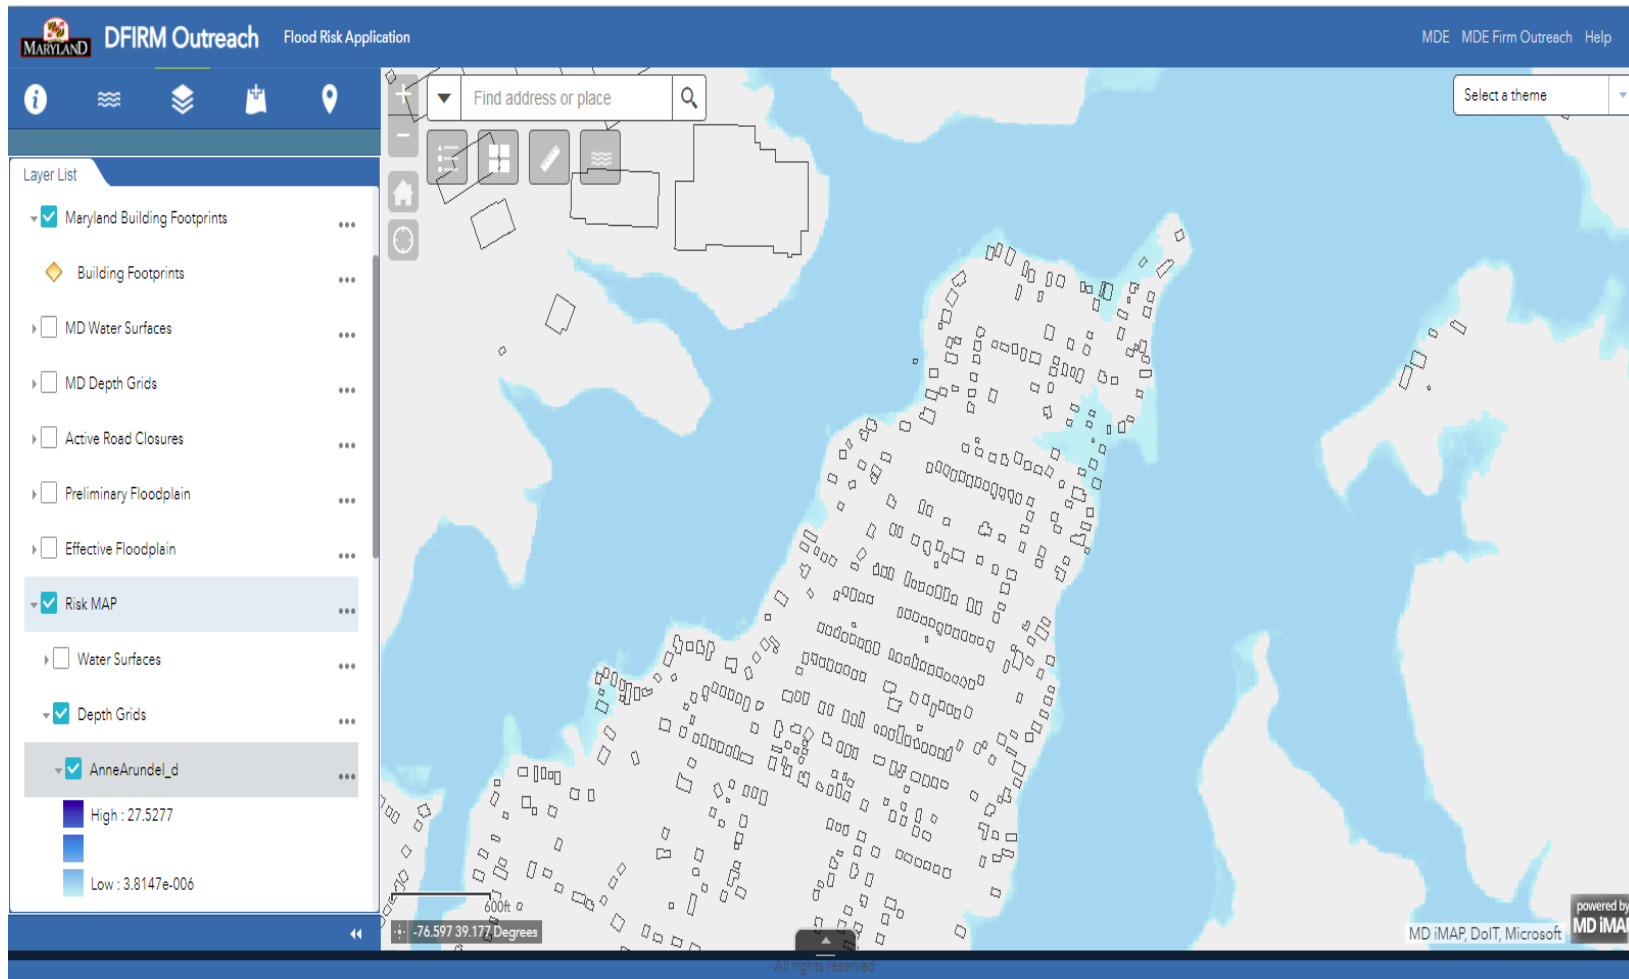 MARYLAND DFIRM Outreach Flood Risk Application MDE MDE Firm Outreach Help
Find address or place
Select a theme
Layer List
Maryland Building Footprints
Building Footprints
MD Water Surfaces
MD Depth Grids
Active Road Closures
Preliminary Floodplain
Effective Floodplain
Risk MAP
Water Surfaces
Depth Grids
AnneArundel_d
High : 27.5277
Low : 3.8147e-006
600ft
-76.597 39.177 Degrees
MD iMAP, DoIT, Microsoft
powered by
MD iMAP
All rights reserved